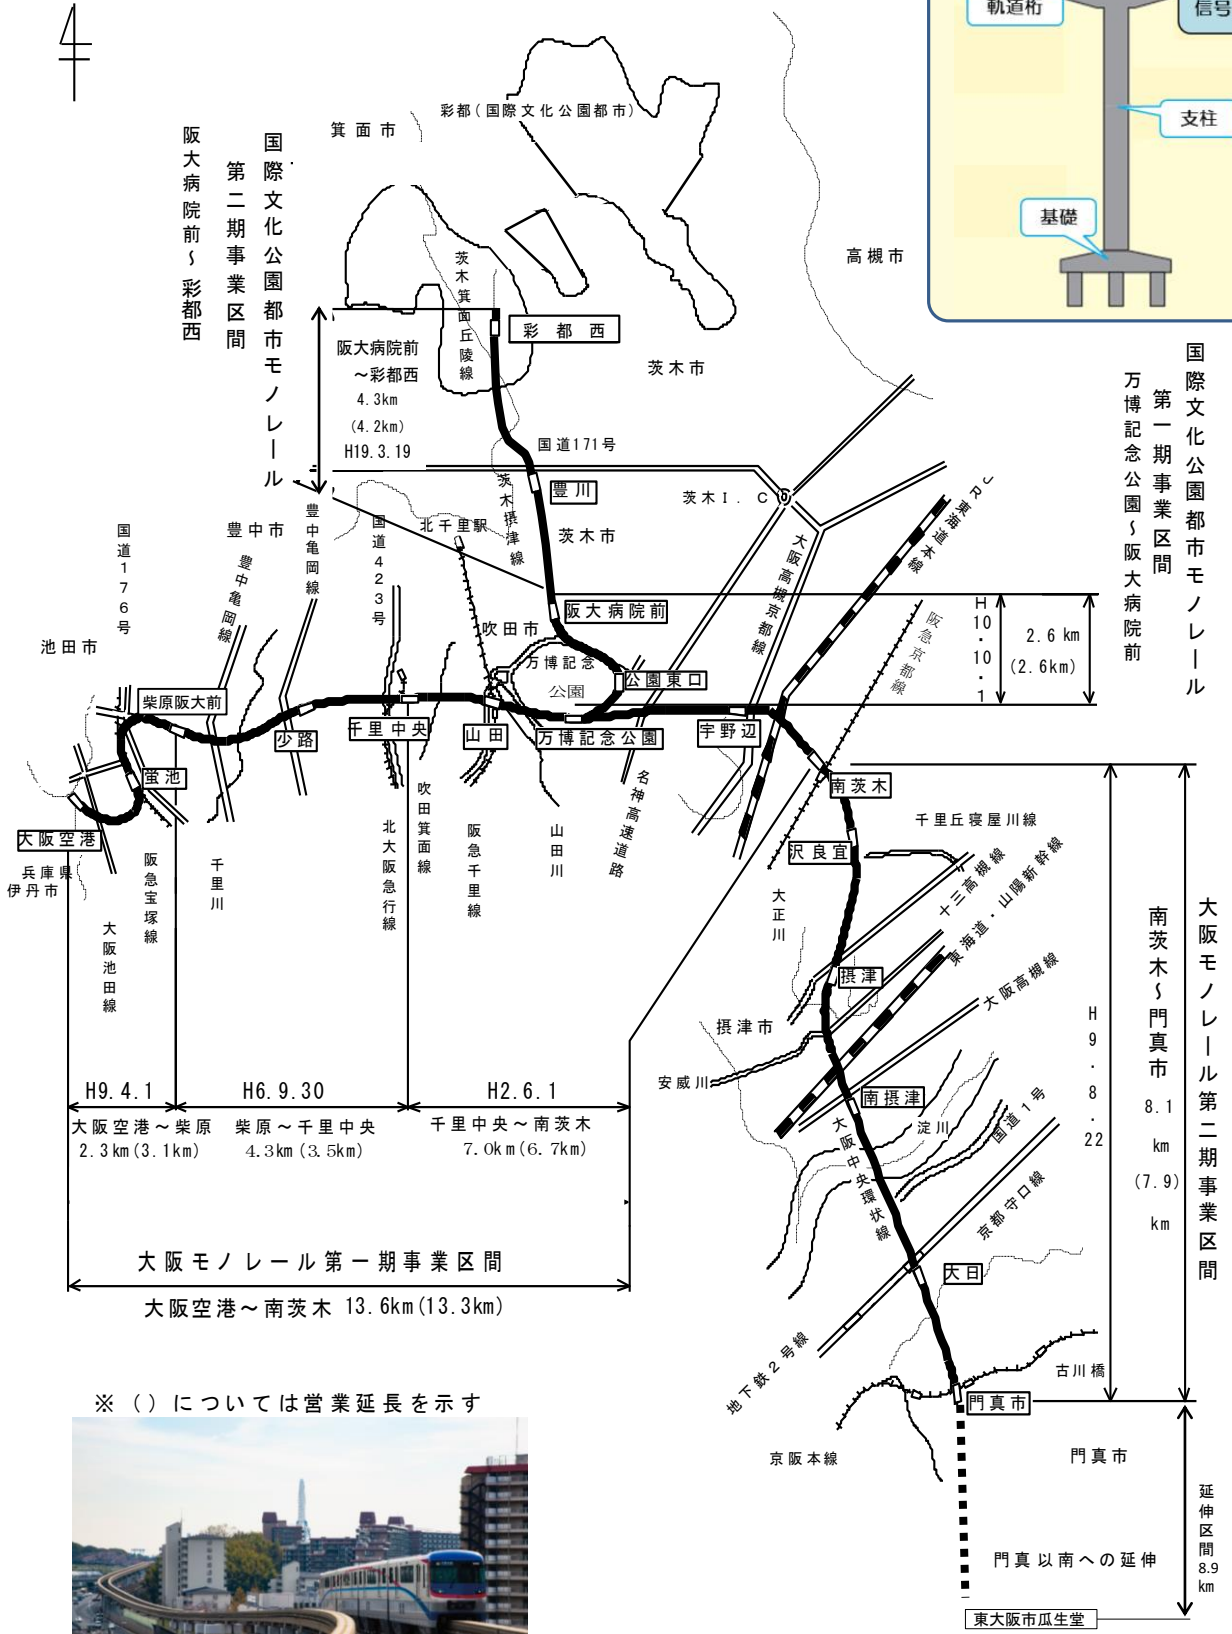 軌道桁
信号
支柱
基礎
彩都(国際文化公園都市)
箕面市
国際文化公園都市モノレール
第二期事業区間
阪大病院前～彩都西
高槻市
茨木箕面丘陵線
彩都西
阪大病院前
～彩都西
4.3km
(4.2km)
H19.3.19
茨木市
国道171号
国際文化公園都市モノレール
第一期事業区間
万博記念公園～阪大病院前
豊川
茨木I.C
茨木摂津線
北千里駅
茨木市
JR東海道本線
国道176号
豊中市
豊中亀岡線
豊中亀岡線
国道423号
大阪高槻京都線
阪大病院前
H10.10.1
2.6 km
(2.6km)
阪急京都線
吹田市
万博記念
公園
公園東口
池田市
柴原阪大前
少路
千里中央
山田
万博記念公園
宇野辺
蛍池
南茨木
大阪空港
兵庫県
伊丹市
大阪池田線
阪急宝塚線
千里川
北大阪急行線
吹田箕面線
阪急千里線
山田川
名神高速道路
千里丘寝屋川線
沢良宜
大正川
十三高槻線
東海道・山陽新幹線
大阪高槻線
摂津
摂津市
安威川
南摂津
淀川
国道1号
大阪中央環状線
京都守口線
H9.8.22
南茨木～門真市
8.1
km
(7.9)
km
大阪モノレール第二期事業区間
H9.4.1
H6.9.30
H2.6.1
大阪空港～柴原
2.3km(3.1km)
柴原～千里中央
4.3km(3.5km)
千里中央～南茨木
7.0km(6.7km)
大阪モノレール第一期事業区間
大阪空港～南茨木 13.6km(13.3km)
大日
地下鉄2号線
古川橋
門真市
京阪本線
門真市
※ （）については営業延長を示す
門真以南への延伸
延伸区間
8.9
km
東大阪市瓜生堂